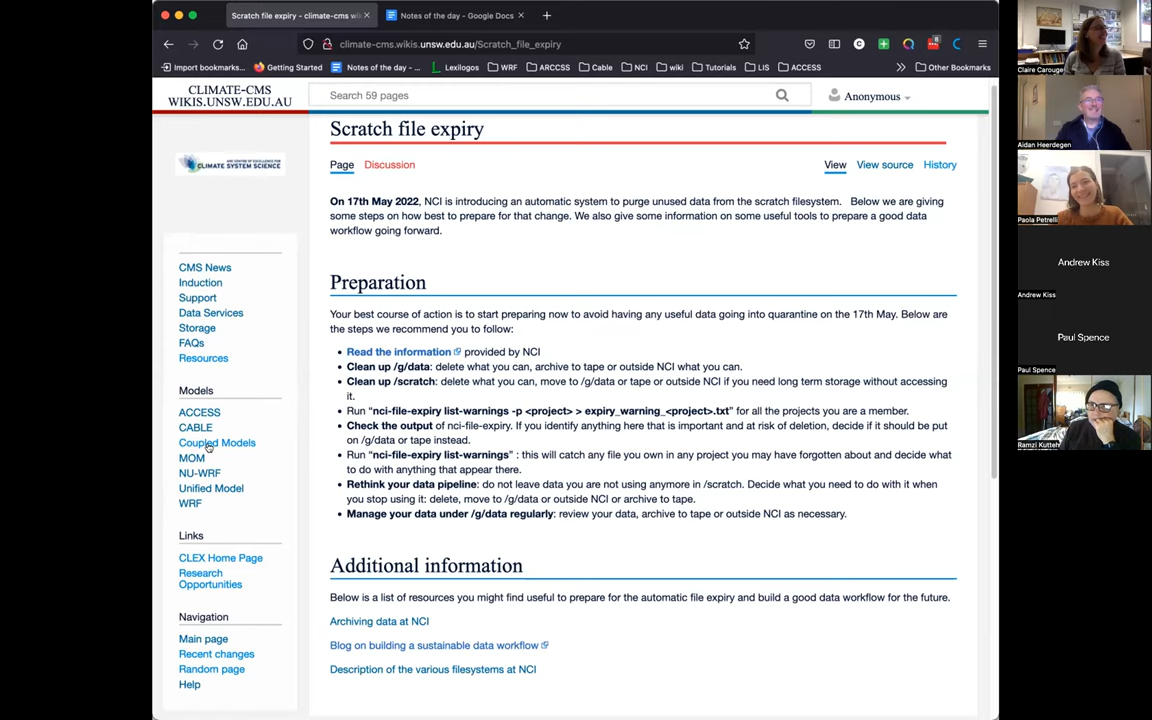 Scratch file expiry - climate-cms wi
Notes of the day - Google Docs
climate-cms.wikis.unsw.edu.au/Scratch_file_expiry
Import bookmarks...
Getting Started
Notes of the day - ...
Lexilogos
WRF
ARCCSS
Cable
NCI
wiki
Tutorials
LIS
ACCESS
Other Bookmarks
CLIMATE-CMS
WIKIS.UNSW.EDU.AU
Search 59 pages
Anonymous
CLIMATE SYSTEM SCIENCE
Scratch file expiry
Page
Discussion
View
View source
History
On 17th May 2022, NCI is introducing an automatic system to purge unused data from the scratch filesystem. Below we are giving
some steps on how best to prepare for that change. We also give some information on some useful tools to prepare a good data
workflow going forward.
Preparation
Your best course of action is to start preparing now to avoid having any useful data going into quarantine on the 17th May. Below are
the steps we recommend you to follow:
• Read the information provided by NCI
• Clean up /g/data: delete what you can, archive to tape or outside NCI what you can.
• Clean up /scratch: delete what you can, move to /g/data or tape or outside NCI if you need long term storage without accessing
it.
• Run “nci-file-expiry list-warnings -p <project> > expiry_warning_<project>.txt” for all the projects you are a member.
• Check the output of nci-file-expiry. If you identify anything here that is important and at risk of deletion, decide if it should be put
on /g/data or tape instead.
• Run “nci-file-expiry list-warnings” : this will catch any file you own in any project you may have forgotten about and decide what
to do with anything that appear there.
• Rethink your data pipeline: do not leave data you are not using anymore in /scratch. Decide what you need to do with it when
you stop using it: delete, move to /g/data or outside NCI or archive to tape.
• Manage your data under /g/data regularly: review your data, archive to tape or outside NCI as necessary.
Additional information
Below is a list of resources you might find useful to prepare for the automatic file expiry and build a good data workflow for the future.
Archiving data at NCI
Blog on building a sustainable data workflow
Description of the various filesystems at NCI
CMS News
Induction
Support
Data Services
Storage
FAQs
Resources
Models
ACCESS
CABLE
Coupled Models
MOM
NU-WRF
Unified Model
WRF
Links
CLEX Home Page
Research
Opportunities
Navigation
Main page
Recent changes
Random page
Help
Claire Carouge
Aidan Heerdegen
Paola Petrelli
Andrew Kiss
Andrew Kiss
Paul Spence
Paul Spence
Ramzi Kutteh